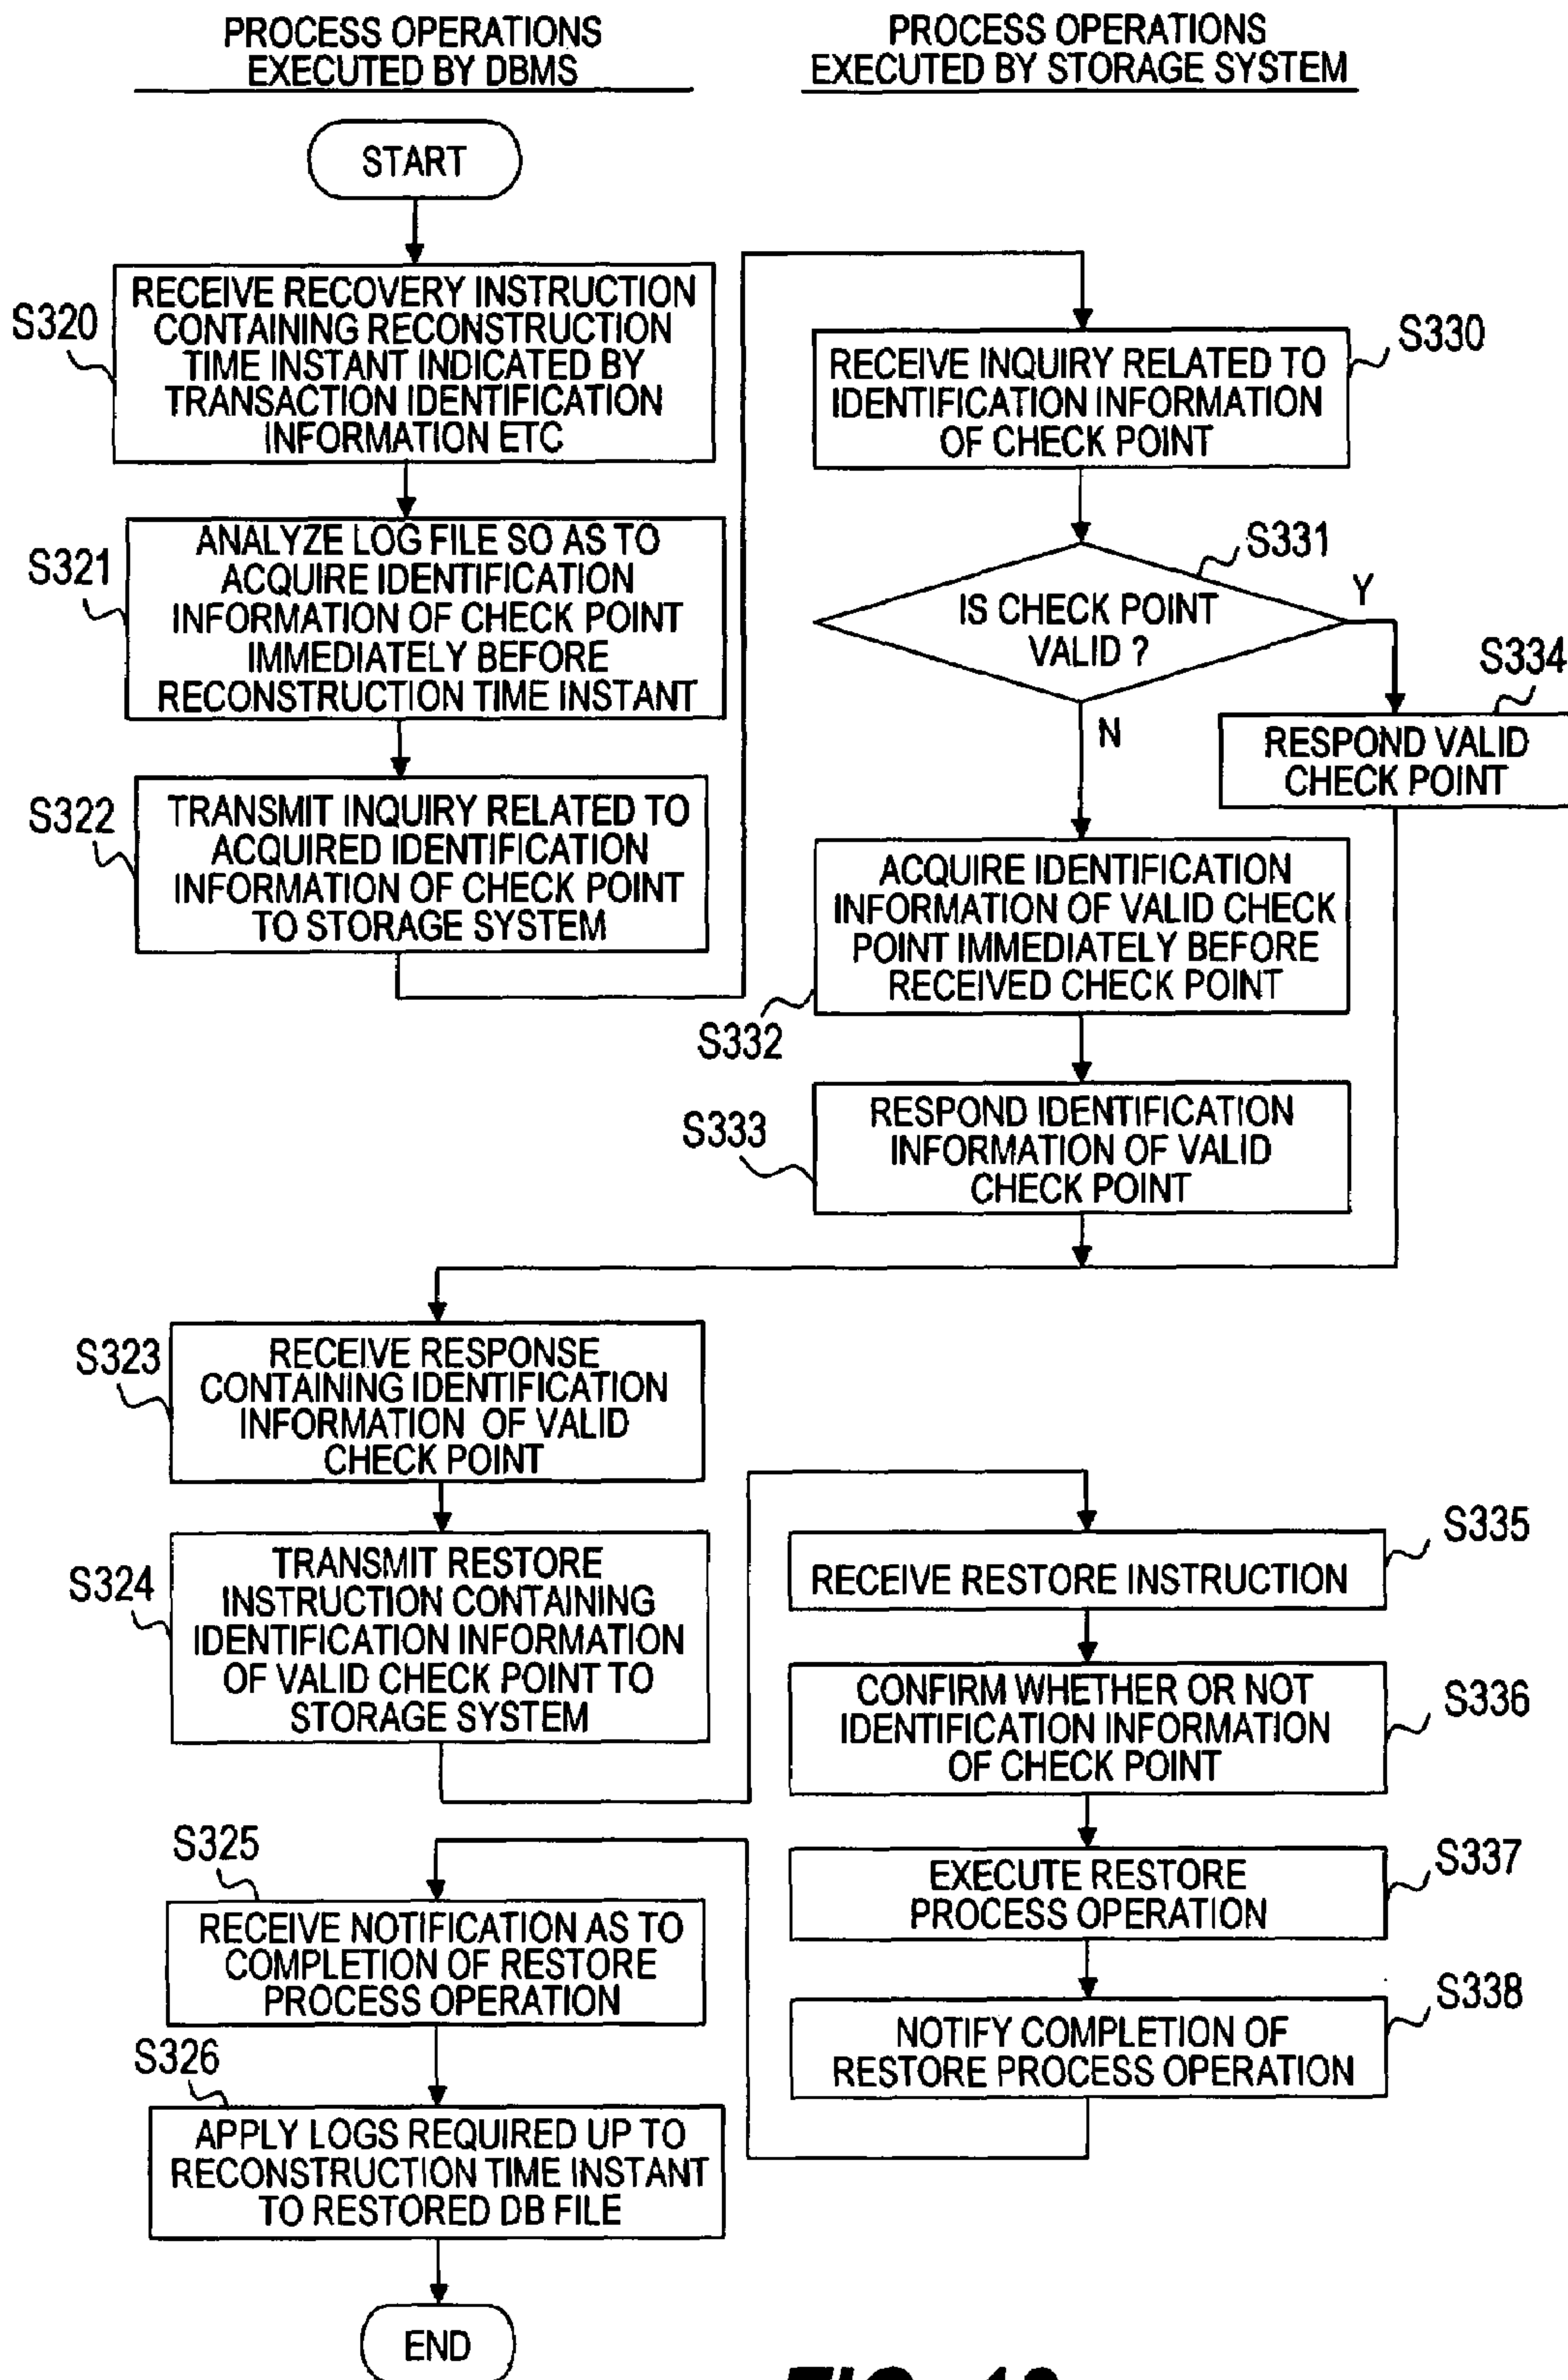 PROCESS OPERATIONS
EXECUTED BY DBMS
PROCESS OPERATIONS
EXECUTED BY STORAGE SYSTEM
START
S320
RECEIVE RECOVERY INSTRUCTION
CONTAINING RECONSTRUCTION
TIME INSTANT INDICATED BY
TRANSACTION IDENTIFICATION
INFORMATION ETC
S321
ANALYZE LOG FILE SO AS TO
ACQUIRE IDENTIFICATION
INFORMATION OF CHECK POINT
IMMEDIATELY BEFORE
RECONSTRUCTION TIME INSTANT
S322
TRANSMIT INQUIRY RELATED TO
ACQUIRED IDENTIFICATION
INFORMATION OF CHECK POINT
TO STORAGE SYSTEM
S330
RECEIVE INQUIRY RELATED TO
IDENTIFICATION INFORMATION
OF CHECK POINT
S331
IS CHECK POINT
VALID ?
Y
N
S334
RESPOND VALID
CHECK POINT
ACQUIRE IDENTIFICATION
INFORMATION OF VALID CHECK
POINT IMMEDIATELY BEFORE
RECEIVED CHECK POINT
S332
S333
RESPOND IDENTIFICATION
INFORMATION OF VALID
CHECK POINT
S323
RECEIVE RESPONSE
CONTAINING IDENTIFICATION
INFORMATION OF VALID
CHECK POINT
S324
TRANSMIT RESTORE
INSTRUCTION CONTAINING
IDENTIFICATION INFORMATION
OF VALID CHECK POINT TO
STORAGE SYSTEM
S335
RECEIVE RESTORE INSTRUCTION
S336
CONFIRM WHETHER OR NOT
IDENTIFICATION INFORMATION
OF CHECK POINT
S337
EXECUTE RESTORE
PROCESS OPERATION
S338
NOTIFY COMPLETION OF
RESTORE PROCESS OPERATION
S325
RECEIVE NOTIFICATION AS TO
COMPLETION OF RESTORE
PROCESS OPERATION
S326
APPLY LOGS REQUIRED UP TO
RECONSTRUCTION TIME INSTANT
TO RESTORED DB FILE
END